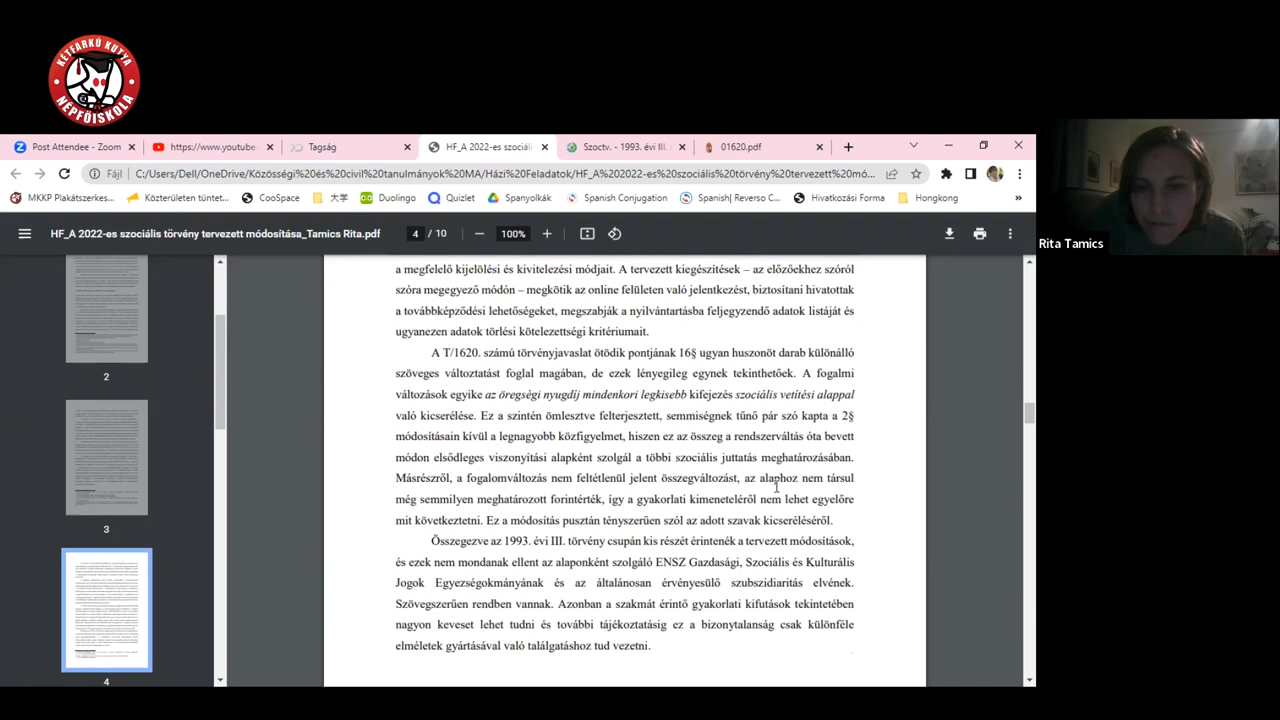 KÉTFARKÚ KUTYA
NÉPFŐISKOLA
Post Attendee - Zoom
https://www.youtube.
Tagság
HF_A 2022-es szociáli
Szoctv. - 1993. évi III.
01620.pdf
Fájl
C:/Users/Dell/OneDrive/Közösségi%20és%20civil%20tanulmányok%20MA/Házi%20Feladatok/HF_A%202022-es%20szociális%20törvény%20tervezett%20mó...
MKKP Plakátszerkes...
Közterületen tüntet...
CooSpace
大学
Duolingo
Quizlet
Spanyolkák
Spanish Conjugation
Spanish| Reverso C...
Hivatkozási Forma
Hongkong
»
HF_A 2022-es szociális törvény tervezett módosítása_Tamics Rita.pdf
4 / 10
100%
Rita Tamics
2
3
4
a megfelelő kijelölési és kivitelezési módjait. A tervezett kiegészítések – az előzőekhez szóról
szóra megegyező módón – megkötik az online felületen való jelentkezést, biztosítani hivatottak
a továbbképződési lehetőségeket, megszabják a nyilvántartásba feljegyzendő adatok listáját és
ugyanezen adatok törlési kötelezettségi kritériumait.
A T/1620. számú törvényjavaslat ötödik pontjának 16§ ugyan huszonöt darab különálló
szöveges változtatást foglal magában, de ezek lényegileg egynek tekinthetőek. A fogalmi
változások egyike az öregségi nyugdíj mindenkori legkisebb kifejezés szociális vetítési alappal
való kicserélése. Ez a szintén ömlesztve felterjesztett, semmiségnek tűnő pár szó kapta a 2§
módosításain kívül a legnagyobb közfigyelmet, hiszen ez az összeg a rendszerváltás óta bevett
módon elsődleges viszonyítási alapként szolgál a többi szociális juttatás meghatározásában.
Másrészről, a fogalomváltozás nem feltétlenül jelent összegváltozást, az alaphoz nem társul
még semmilyen meghatározott forintérték, így a gyakorlati kimeneteléről nem lehet egyelőre
mit következtetni. Ez a módosítás pusztán tényszerűen szól az adott szavak kicseréléséről.
Összegezve az 1993. évi III. törvény csupán kis részét érintenék a tervezett módosítások,
és ezek nem mondanak ellent az alaponként szolgáló ENSZ Gazdasági, Szociális és Kulturális
Jogok Egyezségokmányának és az általánosan érvényesülő szubszidiaritás elvének.
Szövegszerűen rendben vannak. Azonban a szakmát érintő gyakorlati kifutások tekintetében
nagyon keveset lehet tudni és további tájékoztatásig ez a bizonytalanság csak különféle
elméletek gyártásával való találgatáshoz tud vezetni.